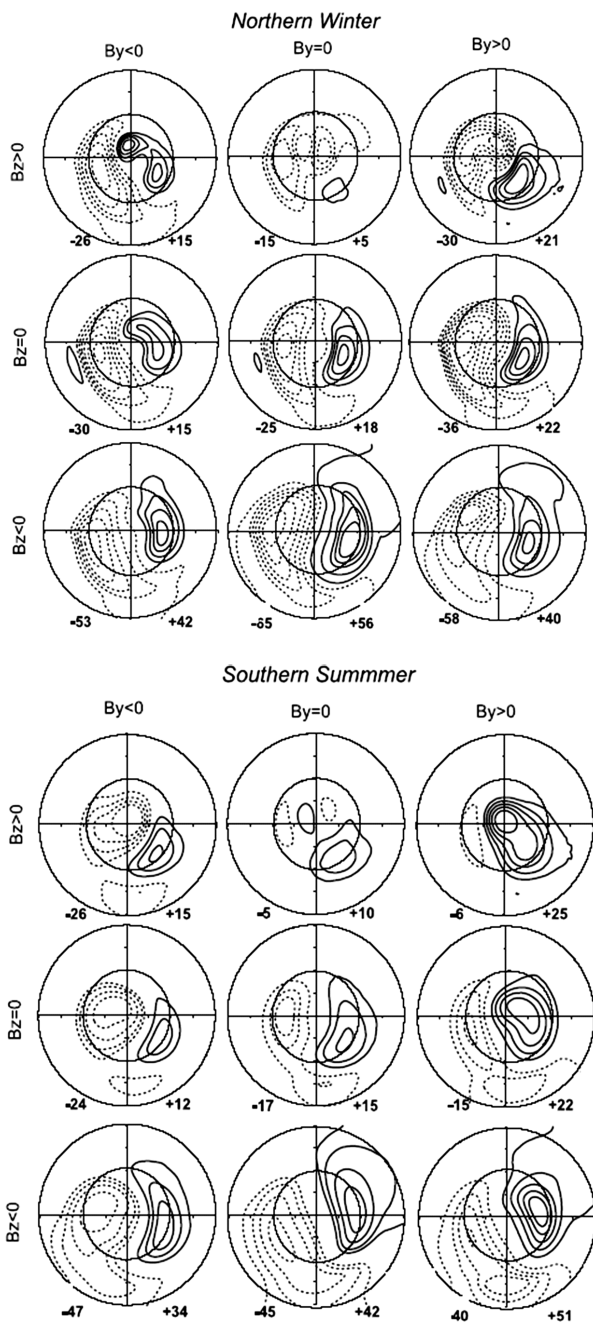 Northern Winter
By<0 By=0 By>0
Bz>0
-26 +15 -15 +5 -30 +21
Bz=0
-30 +15 -25 +18 -36 +22
Bz<0
-53 +42 -65 +56 -58 +40
Southern Summmer
By<0 By=0 By>0
Bz>0
-26 +15 -5 +10 -6 +25
Bz=0
-24 +12 -17 +15 -15 +22
Bz<0
-47 +34 -45 +42 -40 +51